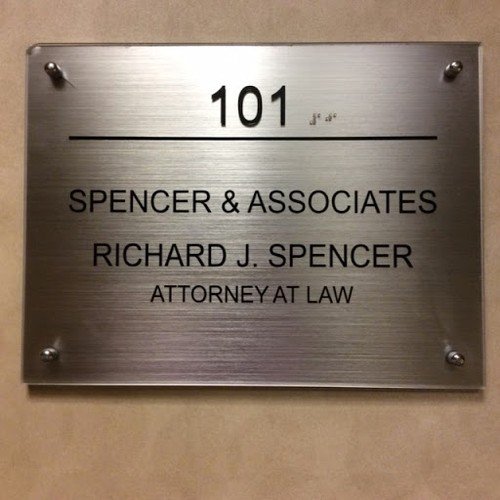 101
SPENCER & ASSOCIATES
RICHARD J. SPENCER
ATTORNEY AT LAW